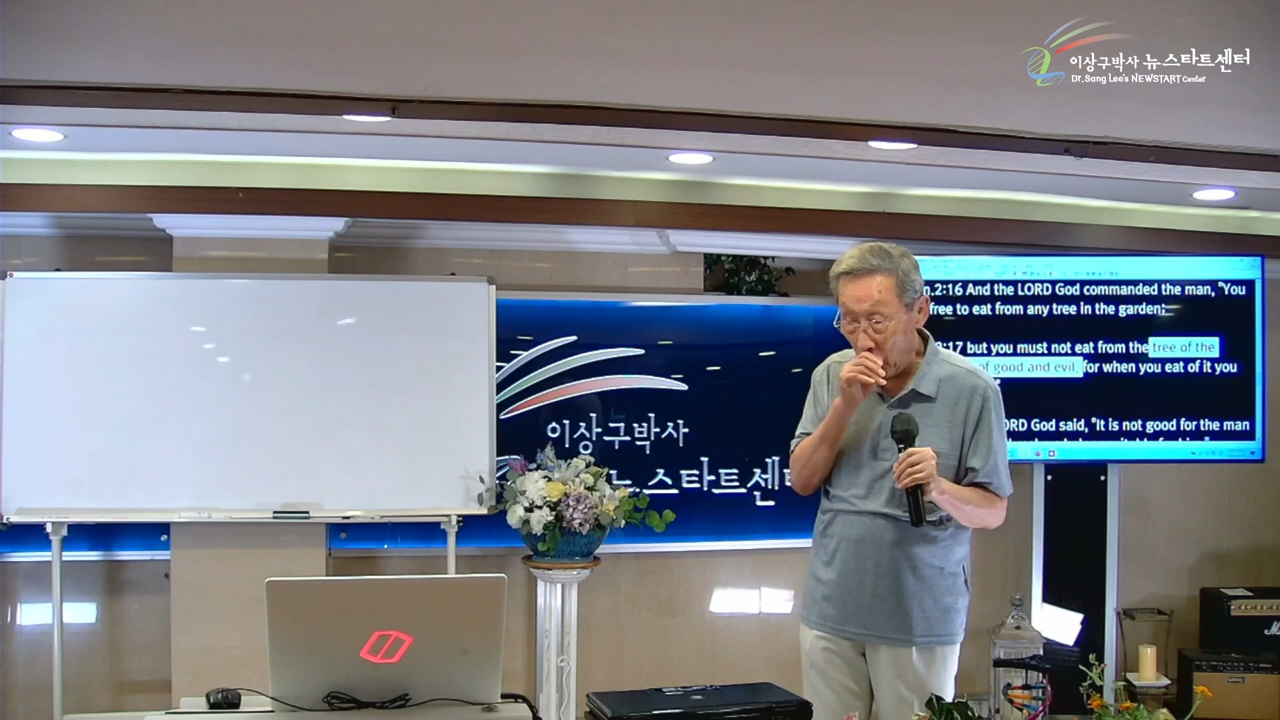 이상구박사 뉴스타트센터
Dr. Sang Lee's NEWSTART Center
n.2:16 And the LORD God commanded the man, "You
free to eat from any tree in the garden;
:17 but you must not eat from the tree of the
of good and evil, for when you eat of it you
ORD God said, "It is not good for the man
이상구박사
뉴스타트센터